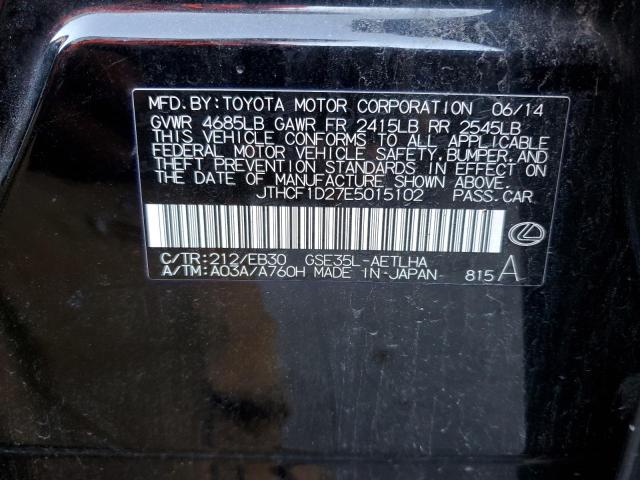 MFD. BY: TOYOTA MOTOR CORPORATION 06/14
GVWR 4685LB GAWR FR 2415LB RR 2545LB
THIS VEHICLE CONFORMS TO ALL APPLICABLE
FEDERAL MOTOR VEHICLE SAFETY, BUMPER, AND
THEFT PREVENTION STANDARDS IN EFFECT ON
THE DATE OF MANUFACTURE SHOWN ABOVE.
JTHCF1D27E5015102 PASS. CAR
C/TR: 212/EB30 GSE35L-AETLHA
A/TM: A03A/A760H MADE IN JAPAN 815 A